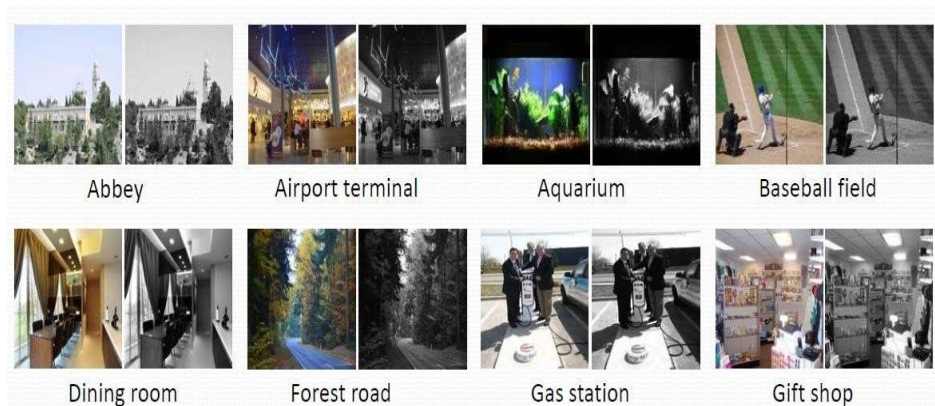 Abbey
Airport terminal
Aquarium
Baseball field
Dining room
Forest road
Gas station
Gift shop